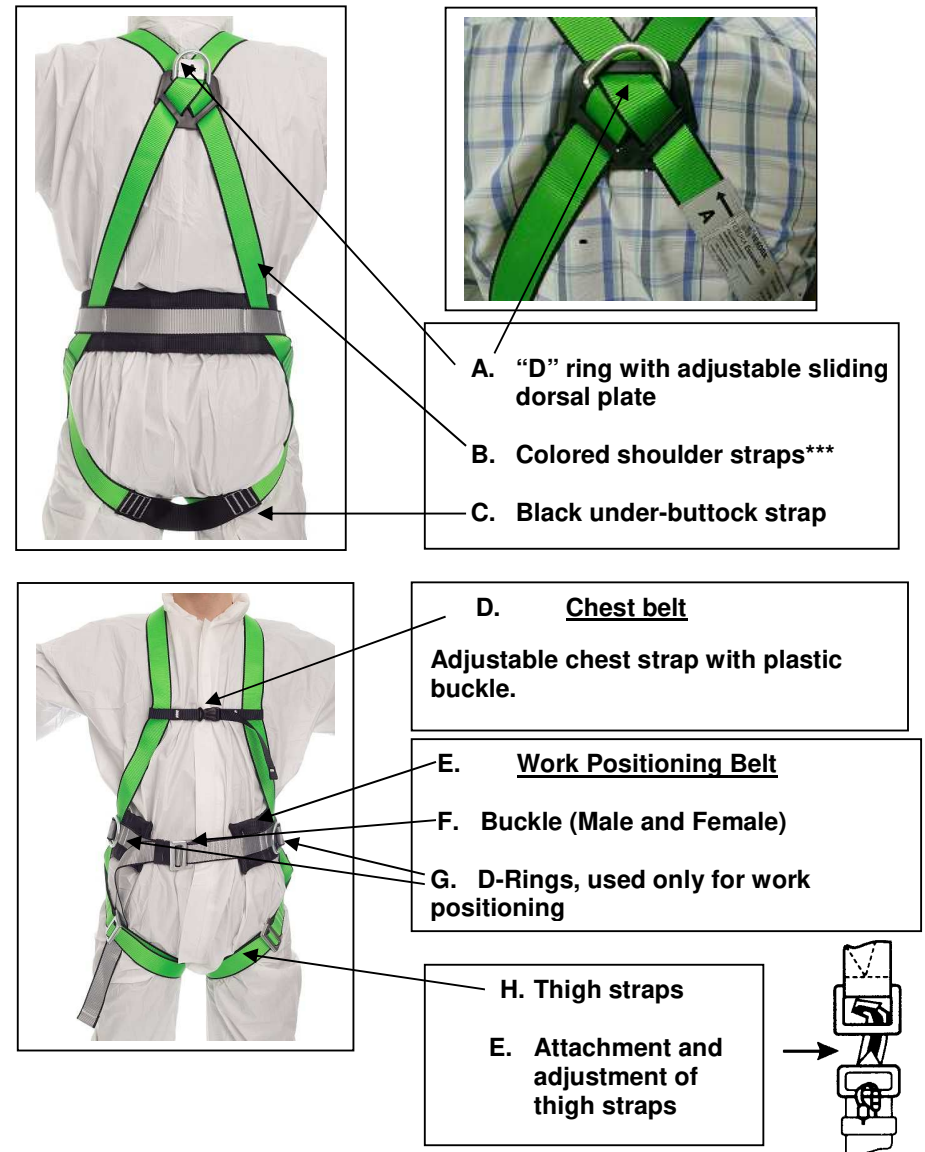 A
A. “D” ring with adjustable sliding
dorsal plate
B. Colored shoulder straps***
C. Black under-buttock strap
D. Chest belt
Adjustable chest strap with plastic
buckle.
E. Work Positioning Belt
F. Buckle (Male and Female)
G. D-Rings, used only for work
positioning
H. Thigh straps
E. Attachment and
adjustment of
thigh straps